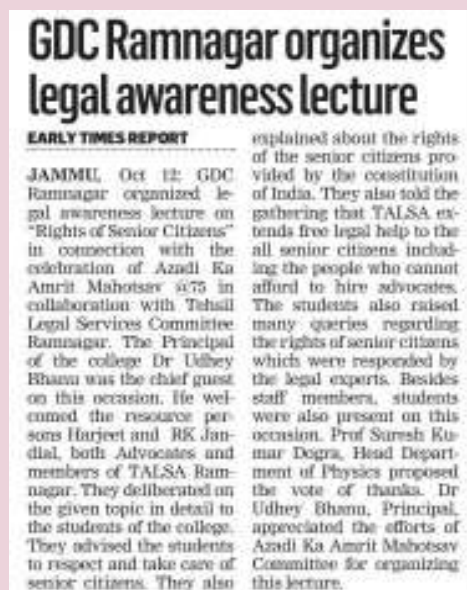 GDC Ramnagar organizes
legal awareness lecture
EARLY TIMES REPORT
JAMMU, Oct 12: GDC
Ramnagar organized le-
gal awareness lecture on
"Rights of Senior Citizens"
in connection with the
celebration of Azadi Ka
Amrit Mahotsav @75 in
collaboration with Tehsil
Legal Services Committee
Ramnagar. The Principal
of the college Dr Udhey
Bhanu was the chief guest
on this occasion. He wel-
comed the resource per-
sons Harjeet and RK Jan-
dial, both Advocates and
members of TALSA Ram-
nagar. They deliberated on
the given topic in detail to
the students of the college.
They advised the students
to respect and take care of
senior citizens. They also
explained about the rights
of the senior citizens pro-
vided by the constitution
of India. They also told the
gathering that TALSA ex-
tends free legal help to the
all senior citizens includ-
ing the people who cannot
afford to hire advocates.
The students also raised
many queries regarding
the rights of senior citizens
which were responded by
the legal experts. Besides
staff members, students
were also present on this
occasion. Prof Suresh Ku-
mar Dogra, Head Depart-
ment of Physics proposed
the vote of thanks. Dr
Udhey Bhanu, Principal,
appreciated the efforts of
Azadi Ka Amrit Mahotsav
Committee for organizing
this lecture.